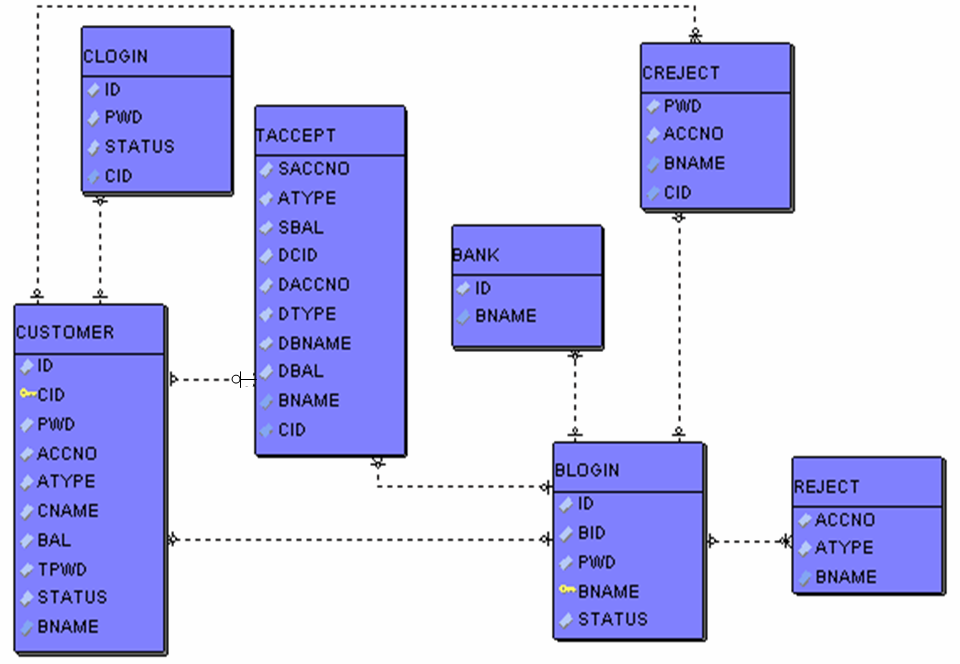 CLOGIN
ID
PWD
STATUS
CID
TACCEPT
SACCNO
ATYPE
SBAL
DCID
DACCNO
DTYPE
DBNAME
DBAL
BNAME
CID
CREJECT
PWD
ACCNO
BNAME
CID
BANK
ID
BNAME
CUSTOMER
ID
CID
PWD
ACCNO
ATYPE
CNAME
BAL
TPWD
STATUS
BNAME
BLOGIN
ID
BID
PWD
BNAME
STATUS
REJECT
ACCNO
ATYPE
BNAME